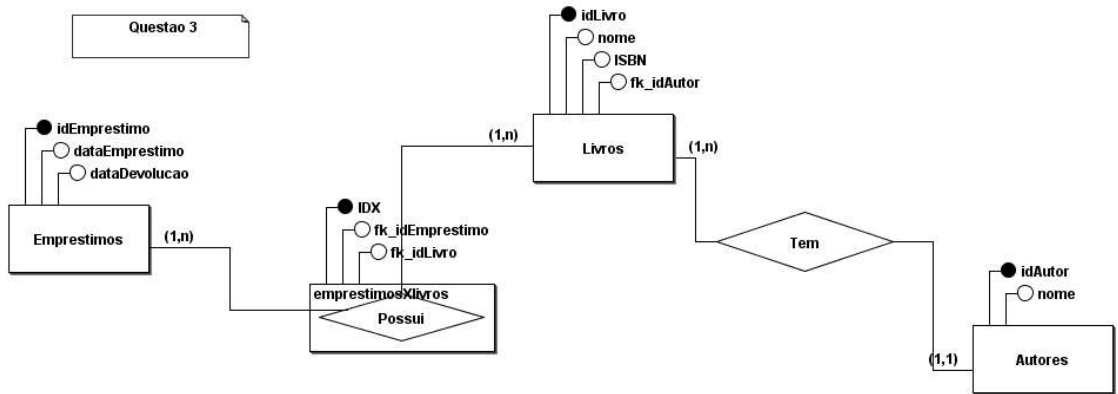 Questao 3
idLivro
nome
ISBN
fk_idAutor
Livros
(1,n)
(1,n)
idEmprestimo
dataEmprestimo
dataDevolucao
Emprestimos
(1,n)
IDX
fk_idEmprestimo
fk_idLivro
emprestimosXlivros
Possui
Tem
idAutor
nome
Autores
(1,1)